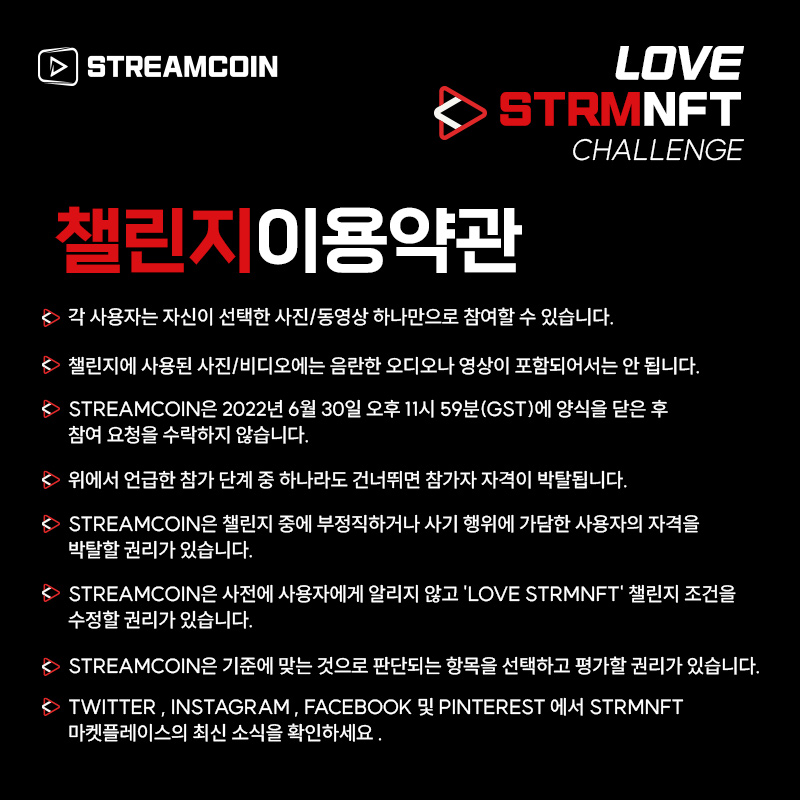 STREAMCOIN
LOVE
STRMNFT
CHALLENGE
챌린지이용약관
각 사용자는 자신이 선택한 사진/동영상 하나만으로 참여할 수 있습니다.
챌린지에 사용된 사진/비디오에는 음란한 오디오나 영상이 포함되어서는 안 됩니다.
STREAMCOIN은 2022년 6월 30일 오후 11시 59분(GST)에 양식을 닫은 후
참여 요청을 수락하지 않습니다.
위에서 언급한 참가 단계 중 하나라도 건너뛰면 참가자 자격이 박탈됩니다.
STREAMCOIN은 챌린지 중에 부정직하거나 사기 행위에 가담한 사용자의 자격을
박탈할 권리가 있습니다.
STREAMCOIN은 사전에 사용자에게 알리지 않고 'LOVE STRMNFT' 챌린지 조건을
수정할 권리가 있습니다.
STREAMCOIN은 기준에 맞는 것으로 판단되는 항목을 선택하고 평가할 권리가 있습니다.
TWITTER , INSTAGRAM , FACEBOOK 및 PINTEREST 에서 STRMNFT
마켓플레이스의 최신 소식을 확인하세요 .